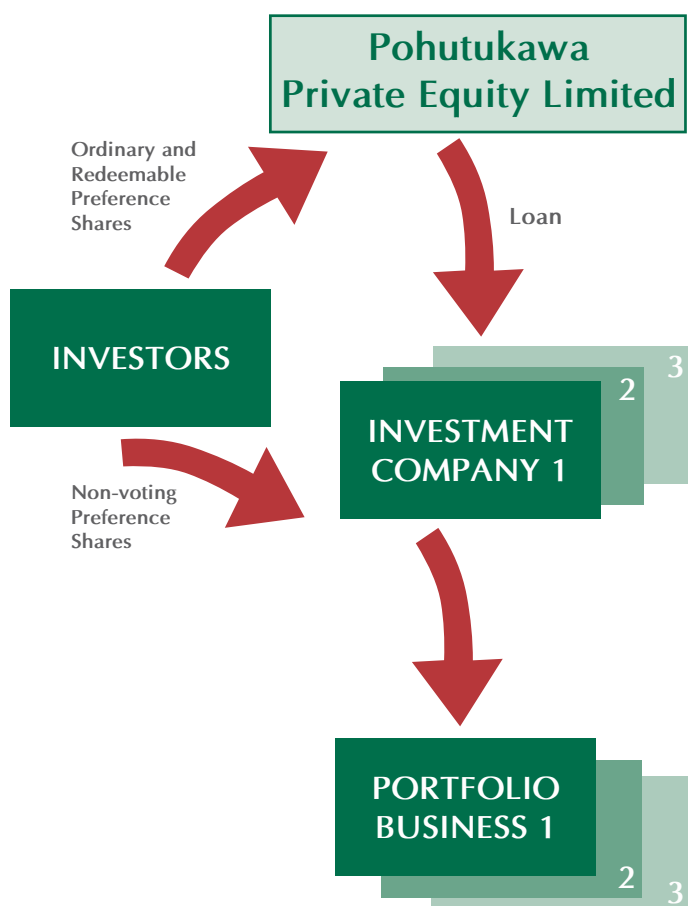 Pohutukawa
Private Equity Limited
Ordinary and
Redeemable
Preference
Shares
Loan
INVESTORS
3
2
INVESTMENT
COMPANY 1
Non-voting
Preference
Shares
PORTFOLIO
BUSINESS 1
2
3